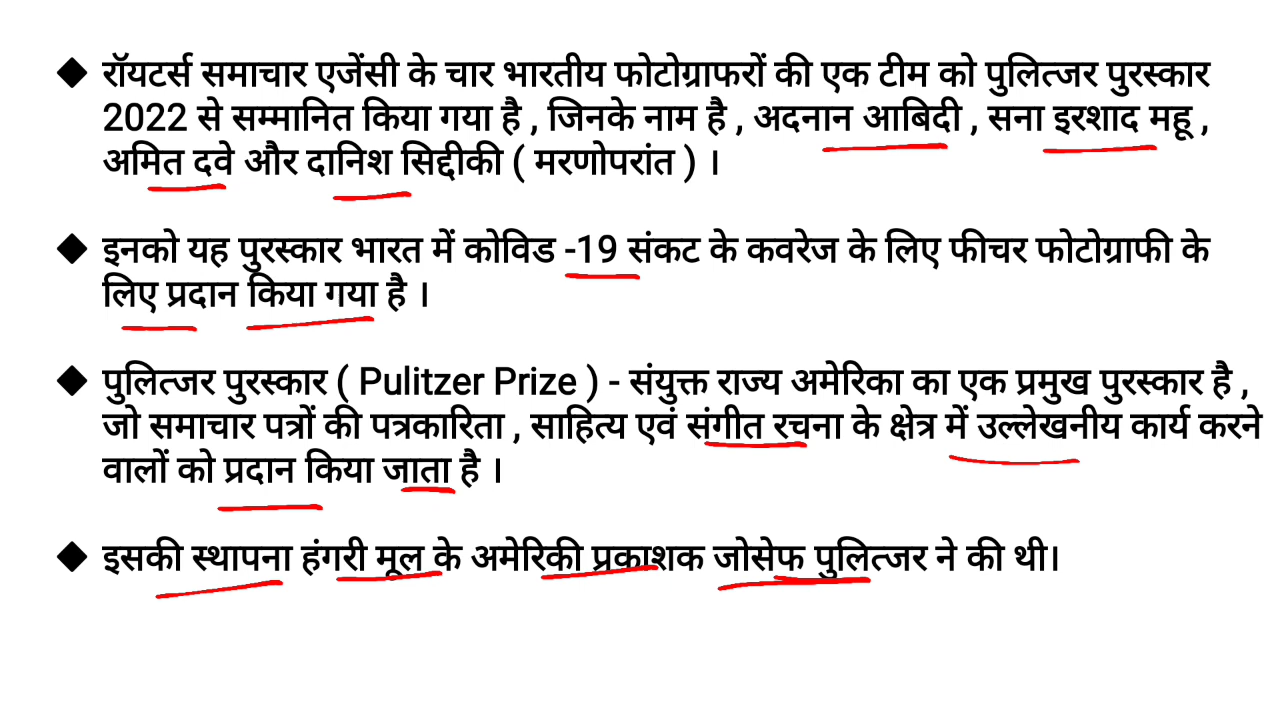 ◆ रॉयटर्स समाचार एजेंसी के चार भारतीय फोटोग्राफरों की एक टीम को पुलित्जर पुरस्कार
2022 से सम्मानित किया गया है , जिनके नाम है , अदनान आबिदी , सना इरशाद महू ,
अमित दवे और दानिश सिद्दीकी ( मरणोपरांत ) ।
◆ इनको यह पुरस्कार भारत में कोविड -19 संकट के कवरेज के लिए फीचर फोटोग्राफी के
लिए प्रदान किया गया है ।
◆ पुलित्जर पुरस्कार ( Pulitzer Prize ) - संयुक्त राज्य अमेरिका का एक प्रमुख पुरस्कार है ,
जो समाचार पत्रों की पत्रकारिता , साहित्य एवं संगीत रचना के क्षेत्र में उल्लेखनीय कार्य करने
वालों को प्रदान किया जाता है ।
◆ इसकी स्थापना हंगरी मूल के अमेरिकी प्रकाशक जोसेफ पुलित्जर ने की थी।